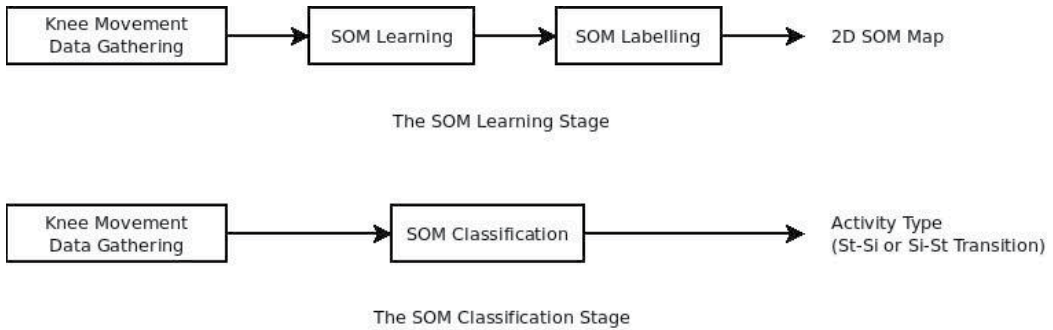 Knee Movement
Data Gathering
SOM Learning
SOM Labelling
2D SOM Map
The SOM Learning Stage
Knee Movement
Data Gathering
SOM Classification
Activity Type
(St-Si or Si-St Transition)
The SOM Classification Stage